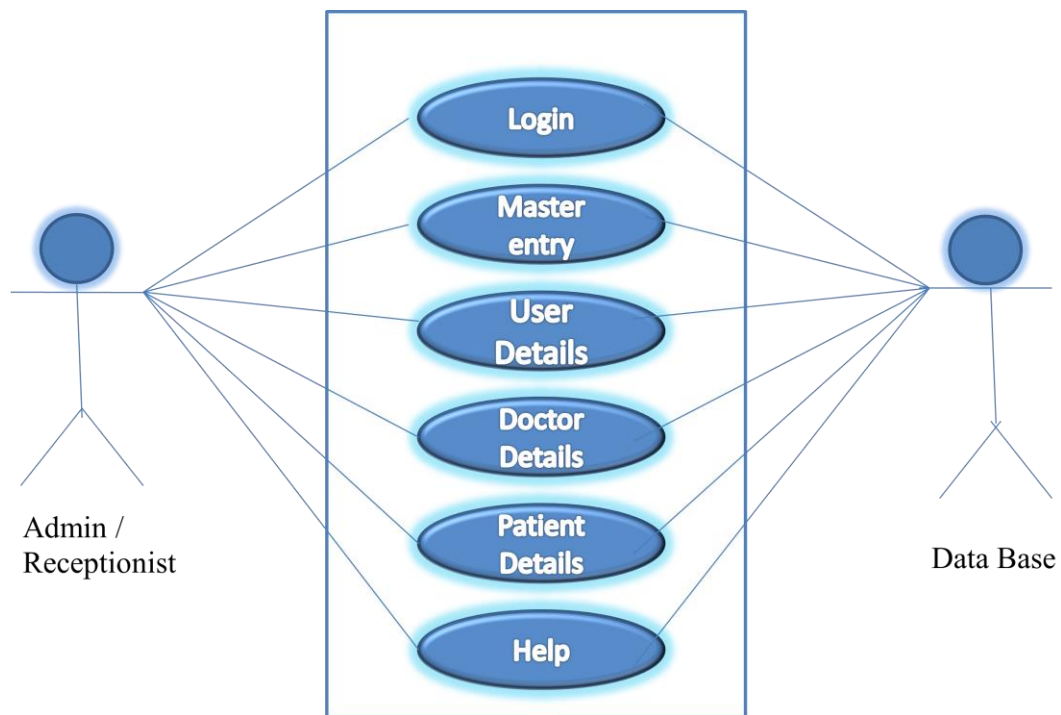 Login
Master
entry
User
Details
Doctor
Details
Patient
Details
Help
Admin /
Receptionist
Data Base